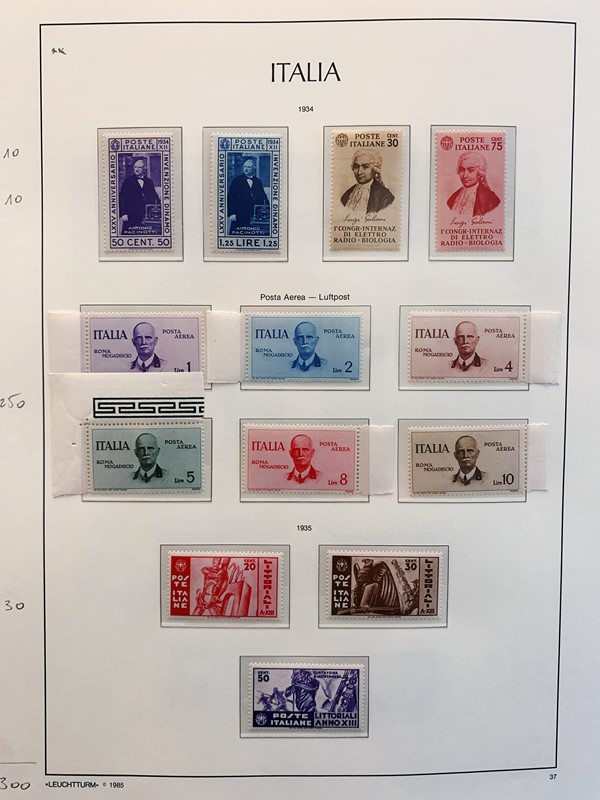 **
ITALIA
1934
10
10
LXXV ANNIVERSARIO
POSTE ITALIANE
1934 XII
INVENZIONE DINAMO
ANTONIO PACINOTTI
50 CENT. 50
LXXV ANNIVERSARIO
POSTE ITALIANE
1934 XII
INVENZIONE DINAMO
ANTONIO PACINOTTI
1.25 LIRE 1.25
POSTE ITALIANE
CENT. 30
Luigi Galvani
I° CONGR·INTERNAZ
DI ELETTRO
RADIO - BIOLOGIA
POSTE ITALIANE
CENT. 75
Luigi Galvani
I° CONGR·INTERNAZ
DI ELETTRO
RADIO - BIOLOGIA
Posta Aerea — Luftpost
ITALIA
POSTA AEREA
ROMA MOGADISCIO
Lire 1
ITALIA
POSTA AEREA
ROMA MOGADISCIO
Lire 2
ITALIA
POSTA AEREA
ROMA MOGADISCIO
Lire 4
250
ITALIA
POSTA AEREA
ROMA MOGADISCIO
Lire 5
ITALIA
POSTA AEREA
ROMA MOGADISCIO
Lire 8
ITALIA
POSTA AEREA
ROMA MOGADISCIO
Lire 10
1935
30
CENT. 20
POSTE ITALIANE
LITTORIALI
A·XIII
CENT. 30
POSTE ITALIANE
LITTORIALI
A·XIII
CENT. 50
POSTE ITALIANE
LITTORIALI
ANNO XIII
300
»LEUCHTTURM« © 1985
37